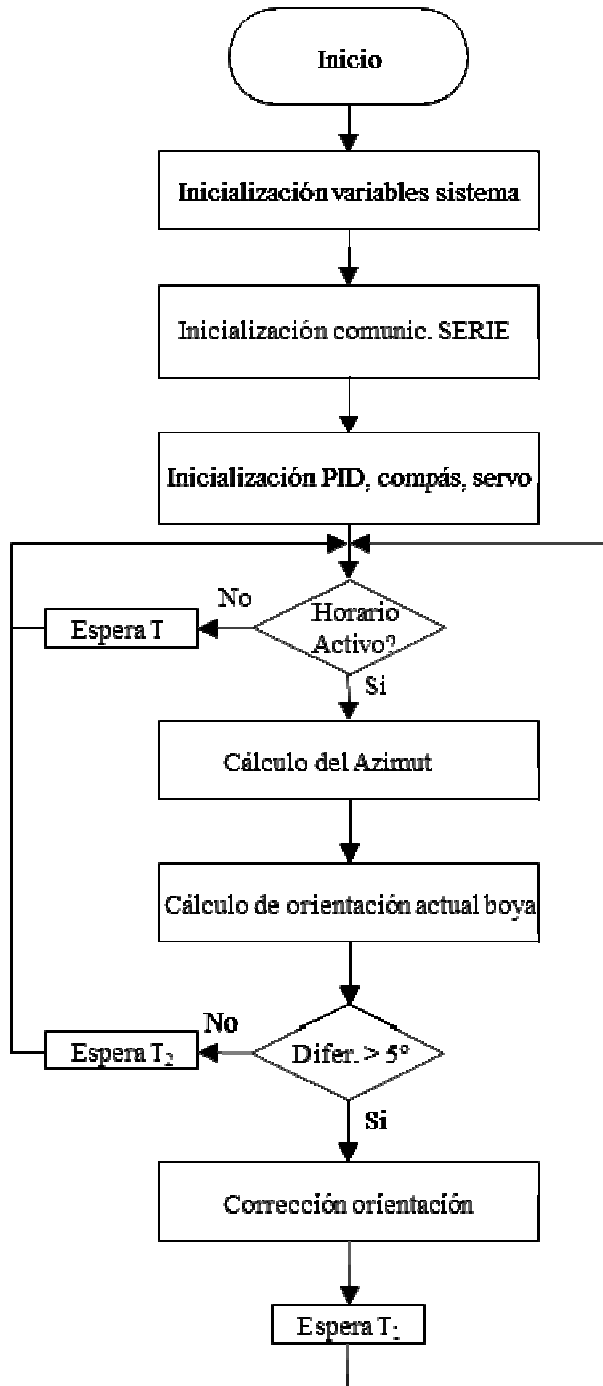 Inicio
Inicialización variables sistema
Inicialización comunic. SERIE
Inicialización PID, compás, servo
No
Horario
Activo?
Espera T
Si
Cálculo del Azimut
Cálculo de orientación actual boya
No
Espera T₂
Difer. > 5°
Si
Corrección orientación
Espera T